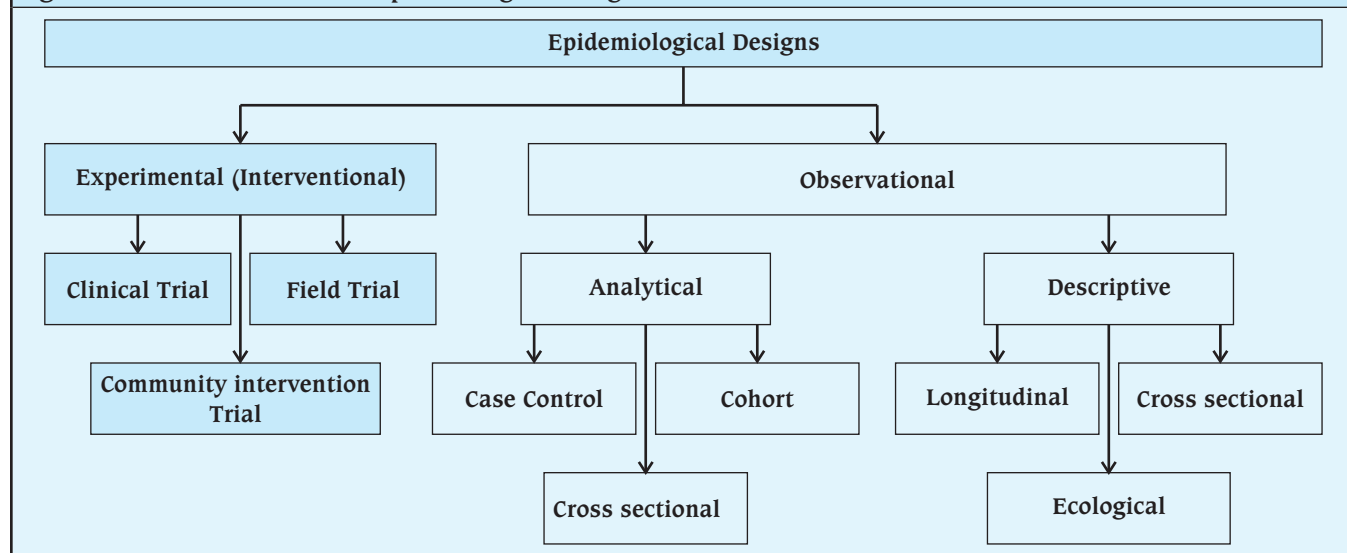 Epidemiological Designs
Experimental (Interventional)
Observational
Clinical Trial
Field Trial
Analytical
Descriptive
Community intervention
Trial
Case Control
Cohort
Longitudinal
Cross sectional
Cross sectional
Ecological